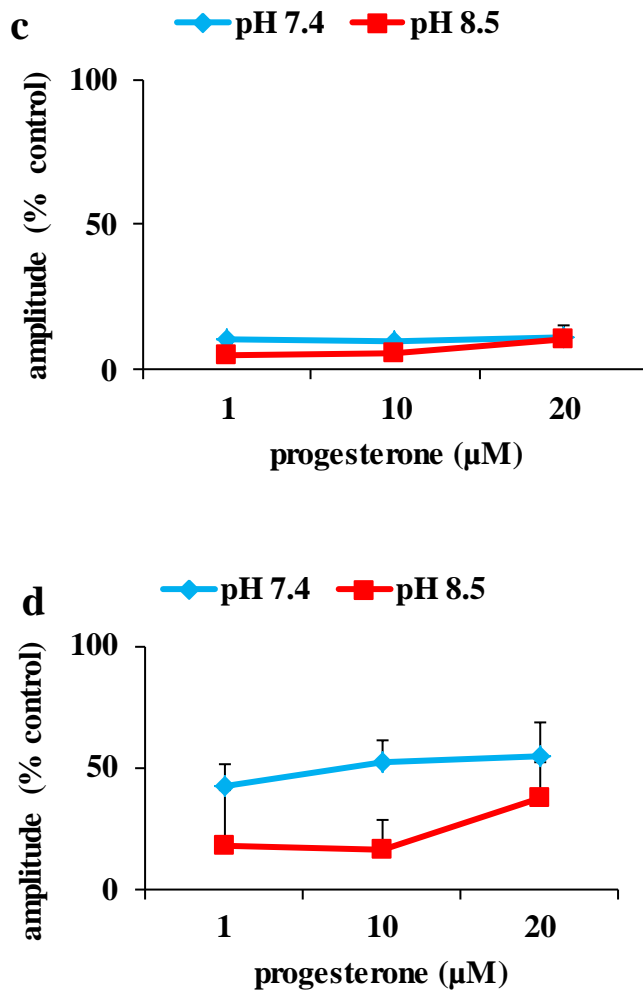 c
pH 7.4 pH 8.5
amplitude (% control)
100
50
0
1 10 20
progesterone (µM)
d
pH 7.4 pH 8.5
amplitude (% control)
100
50
0
1 10 20
progesterone (µM)